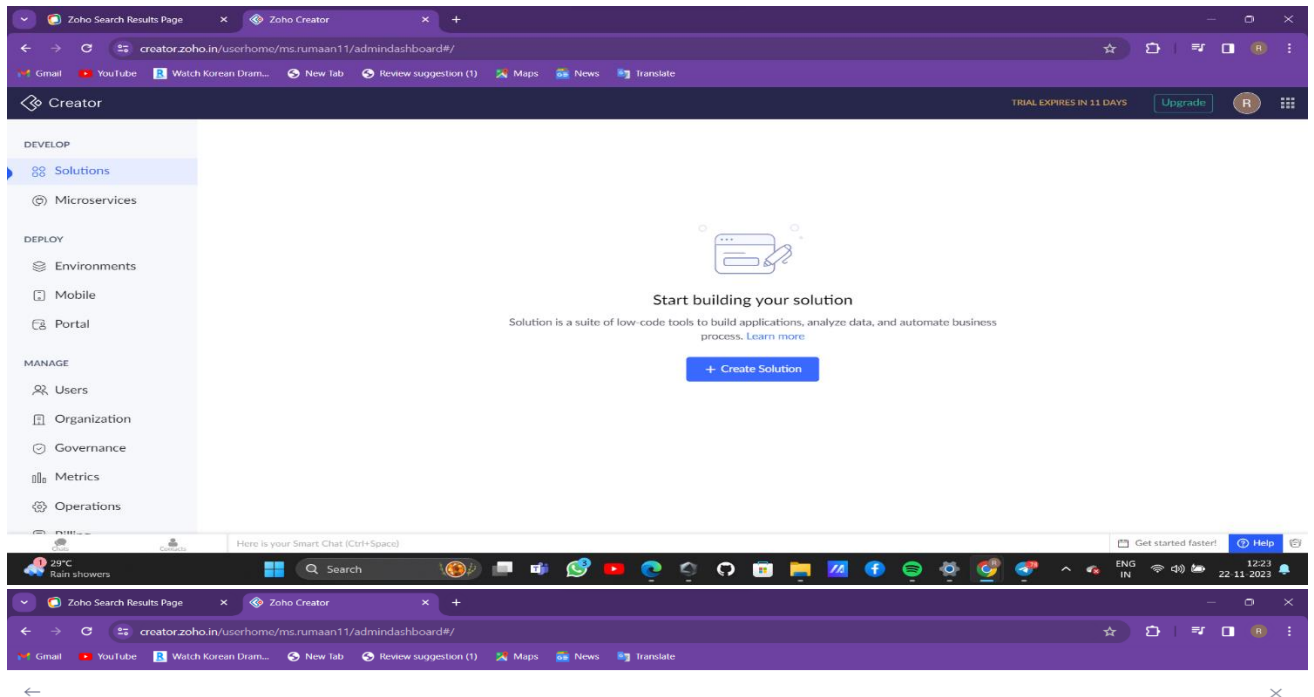 Zoho Search Results Page
Zoho Creator
creator.zoho.in/userhome/ms.rumaan11/admindashboard#/
R
Gmail
YouTube
Watch Korean Dram...
New Tab
Review suggestion (1)
Maps
News
Translate
Creator
TRIAL EXPIRES IN 11 DAYS
Upgrade
R
DEVELOP
Solutions
Microservices
DEPLOY
Environments
Mobile
Portal
MANAGE
Users
Organization
Governance
Metrics
Operations
Start building your solution
Solution is a suite of low-code tools to build applications, analyze data, and automate business
process. Learn more
+ Create Solution
Chats
Contacts
Here is your Smart Chat (Ctrl+Space)
Get started faster!
Help
29°C
Rain showers
Search
ENG
IN
12:23
22-11-2023
Zoho Search Results Page
Zoho Creator
creator.zoho.in/userhome/ms.rumaan11/admindashboard#/
R
Gmail
YouTube
Watch Korean Dram...
New Tab
Review suggestion (1)
Maps
News
Translate